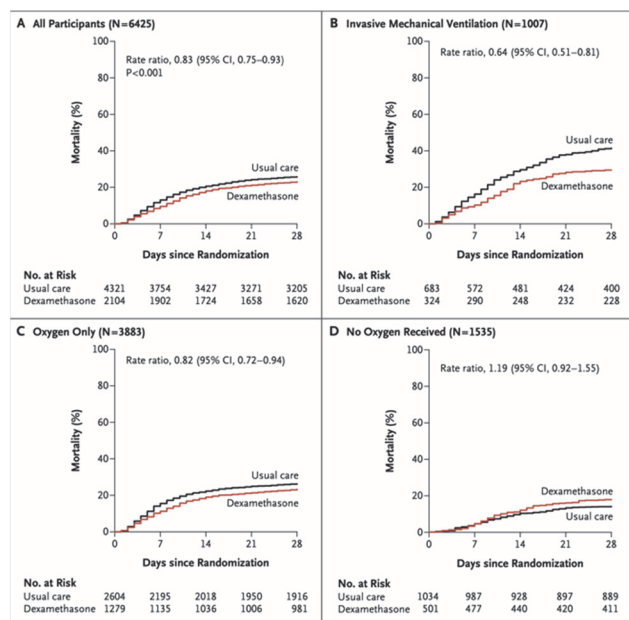 A All Participants (N=6425)
Rate ratio, 0.83 (95% CI, 0.75–0.93)
P<0.001
Mortality (%)
100
80
60
40
20
0
Usual care
Dexamethasone
0 7 14 21 28
Days since Randomization
No. at Risk
Usual care 4321 3754 3427 3271 3205
Dexamethasone 2104 1902 1724 1658 1620
B Invasive Mechanical Ventilation (N=1007)
Rate ratio, 0.64 (95% CI, 0.51–0.81)
Mortality (%)
100
80
60
40
20
0
Usual care
Dexamethasone
0 7 14 21 28
Days since Randomization
No. at Risk
Usual care 683 572 481 424 400
Dexamethasone 324 290 248 232 228
C Oxygen Only (N=3883)
Rate ratio, 0.82 (95% CI, 0.72–0.94)
Mortality (%)
100
80
60
40
20
0
Usual care
Dexamethasone
0 7 14 21 28
Days since Randomization
No. at Risk
Usual care 2604 2195 2018 1950 1916
Dexamethasone 1279 1135 1036 1006 981
D No Oxygen Received (N=1535)
Rate ratio, 1.19 (95% CI, 0.92–1.55)
Mortality (%)
100
80
60
40
20
0
Dexamethasone
Usual care
0 7 14 21 28
Days since Randomization
No. at Risk
Usual care 1034 987 928 897 889
Dexamethasone 501 477 440 420 411